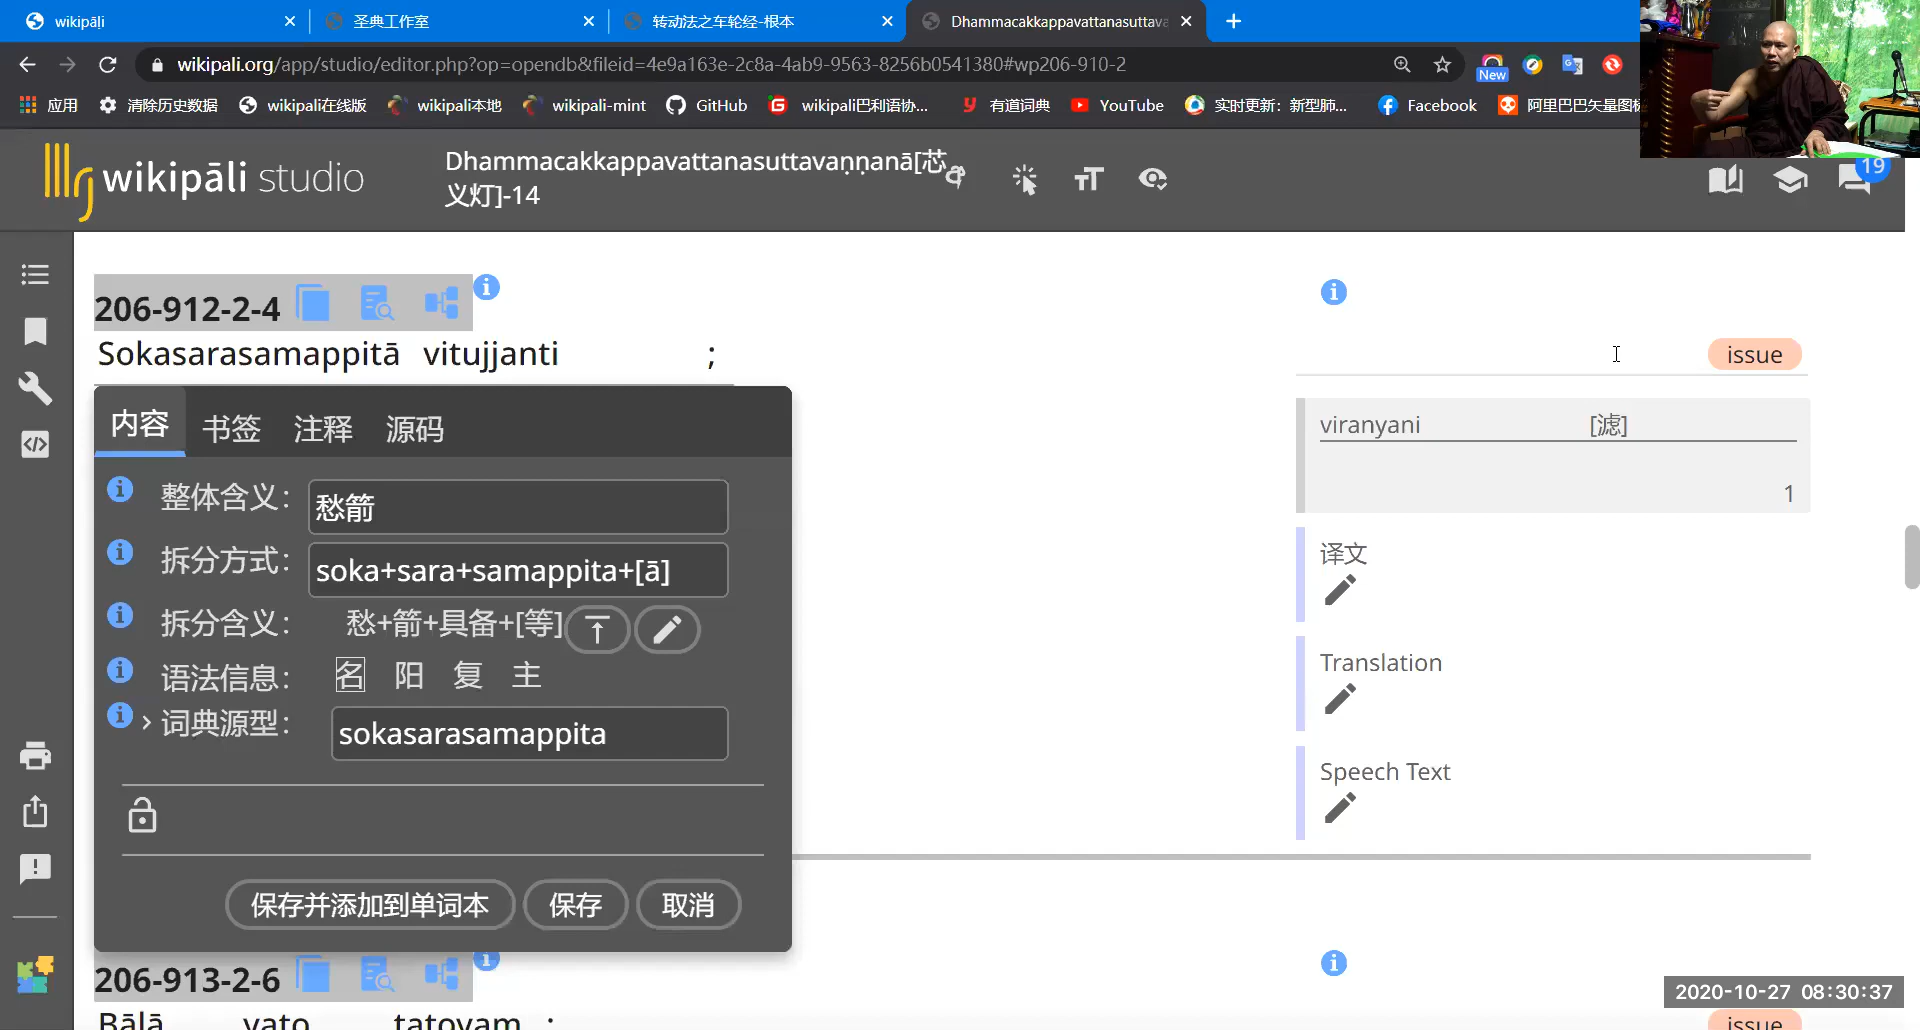 wikipāḷi
圣典工作室
转动法之车轮经-根本
Dhammacakkappavattanasuttava
wikipali.org/app/studio/editor.php?op=opendb&fileid=4e9a163e-2c8a-4ab9-9563-8256b0541380#wp206-910-2
New
应用
清除历史数据
wikipali在线版
wikipali本地
wikipali-mint
GitHub
wikipali巴利语协...
有道词典
YouTube
实时更新：新型肺...
Facebook
阿里巴巴矢量图标
wikipāli studio
Dhammacakkappavattanasuttavaṇṇanā[芯
义灯]-14
19
206-912-2-4
Sokasarasamappitā vitujjanti ;
issue
内容 书签 注释 源码
整体含义： 愁箭
拆分方式： soka+sara+samappita+[ā]
拆分含义： 愁+箭+具备+[等]
语法信息： 名 阳 复 主
词典源型： sokasarasamappita
保存并添加到单词本 保存 取消
viranyani [滤]
1
译文
Translation
Speech Text
206-913-2-6
Bālā yato tatoyam ;
2020-10-27 08:30:37
issue